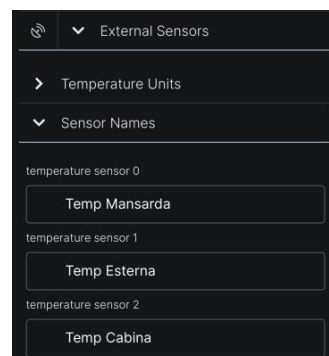 External Sensors
Temperature Units
Sensor Names
temperature sensor 0
Temp Mansarda
temperature sensor 1
Temp Esterna
temperature sensor 2
Temp Cabina